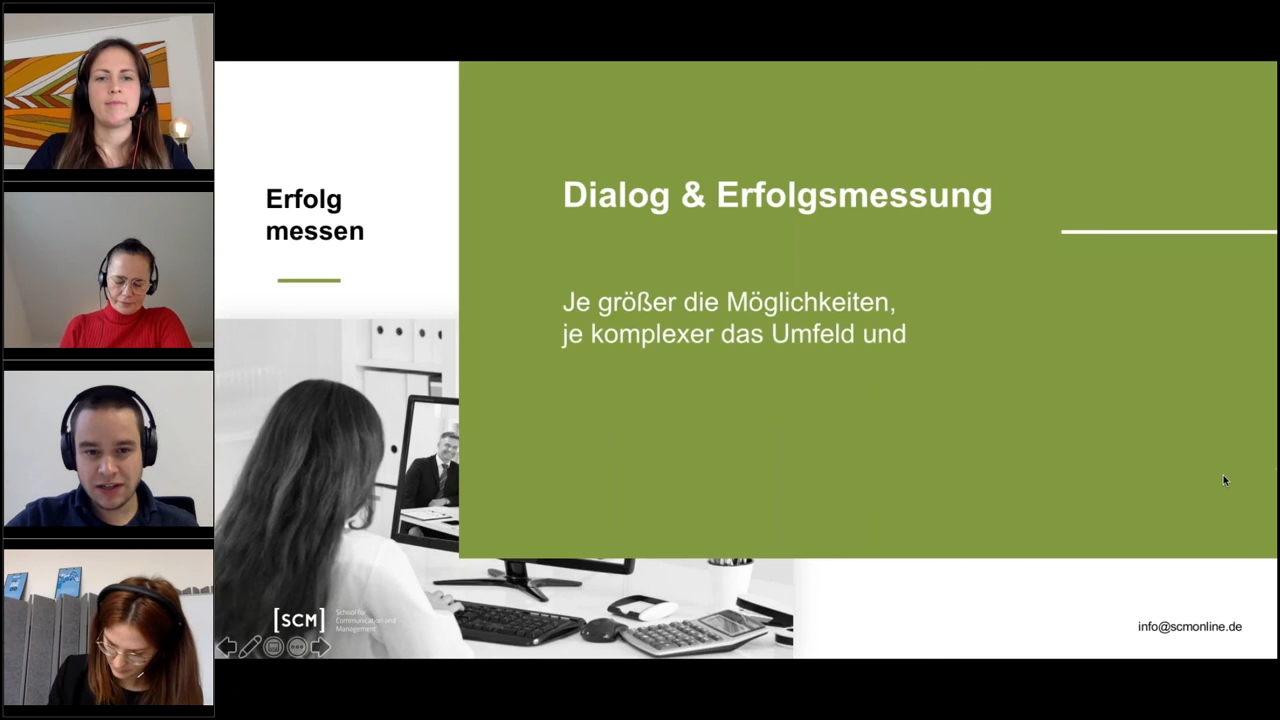 Erfolg
messen
Dialog & Erfolgsmessung
Je größer die Möglichkeiten,
je komplexer das Umfeld und
[SCM]
School for
Communication and
Management
info@scmonline.de